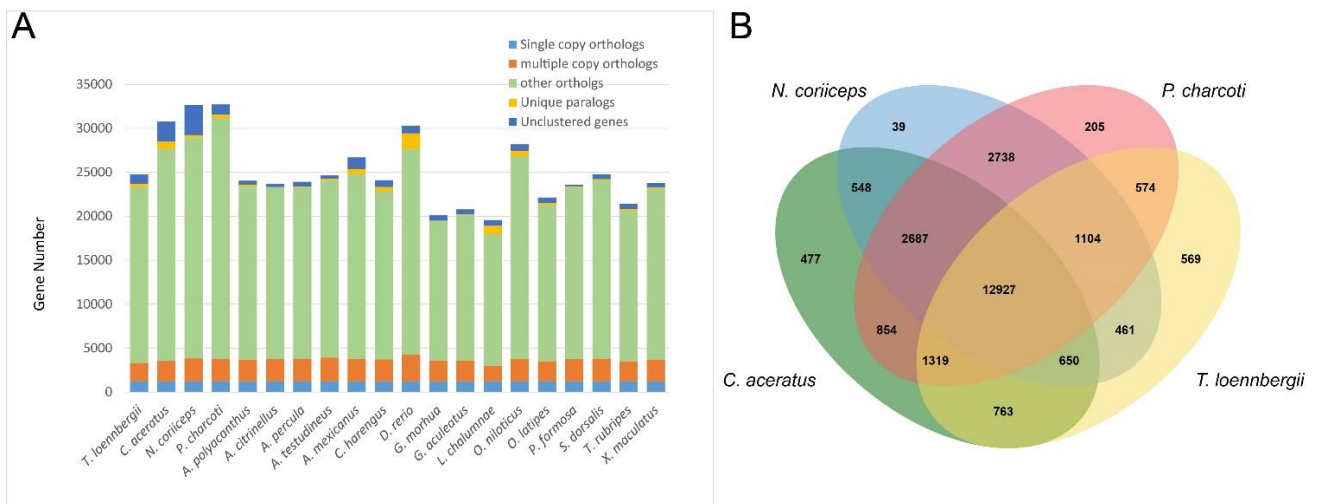 A
Single copy orthologs
multiple copy orthologs
other ortholgs
Unique paralogs
Unclustered genes
35000
30000
25000
20000
15000
10000
5000
0
Gene Number
T. loennbergii
C. aceratus
N. coriiceps
P. charcoti
A. polyacanthus
A. citrinellus
A. percula
A. testudineus
A. mexicanus
C. harengus
D. rerio
G. morhua
G. aculeatus
L. chalumnae
O. niloticus
O. latipes
P. formosa
S. dorsalis
T. rubripes
X. maculatus
B
N. coriiceps
P. charcoti
39
205
2738
548
574
2687
1104
477
569
12927
854
461
1319
650
C. aceratus
T. loennbergii
763